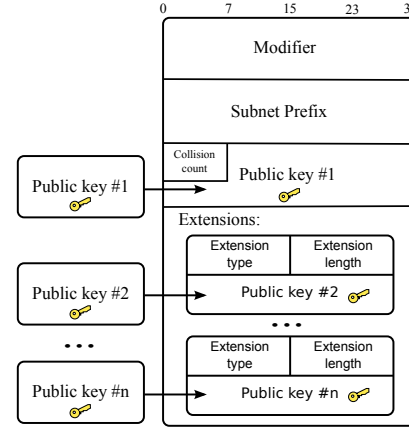 0 7 15 23 3
Modifier
Subnet Prefix
Collision
count
Public key #1
Public key #1
Extensions:
Extension
type
Extension
length
Public key #2
Public key #2
...
...
Extension
type
Extension
length
Public key #n
Public key #n